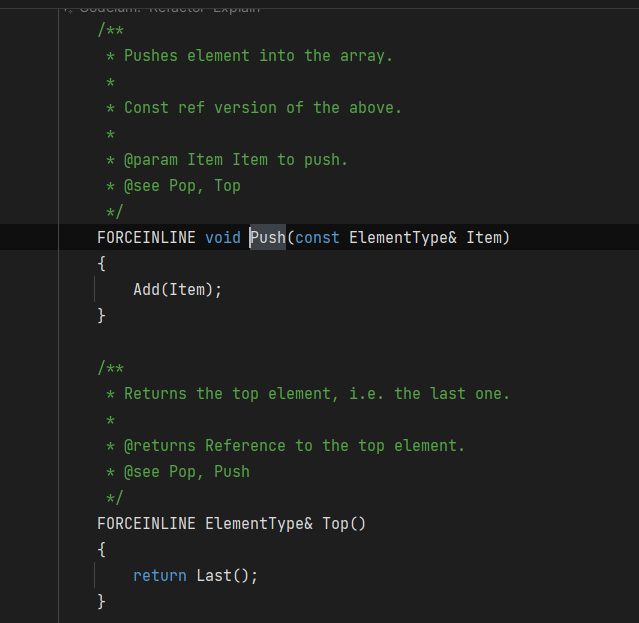 Codeium: Refactor Explain
/**
* Pushes element into the array.
*
* Const ref version of the above.
*
* @param Item Item to push.
* @see Pop, Top
*/
FORCEINLINE void Push(const ElementType& Item)
{
Add(Item);
}
/**
* Returns the top element, i.e. the last one.
*
* @returns Reference to the top element.
* @see Pop, Push
*/
FORCEINLINE ElementType& Top()
{
return Last();
}